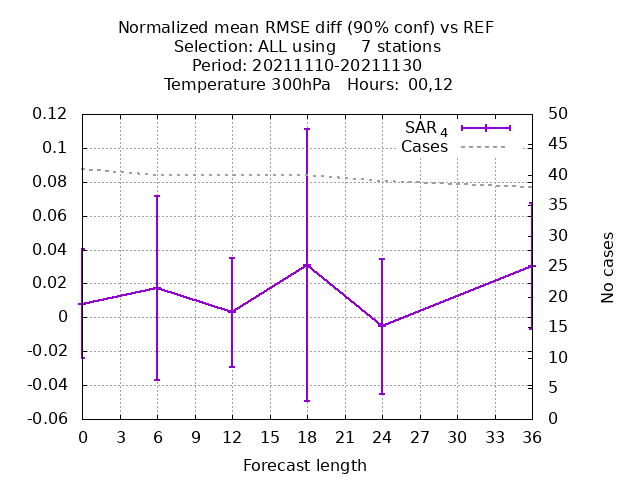 Normalized mean RMSE diff (90% conf) vs REF
Selection: ALL using     7 stations
Period: 20211110-20211130
Temperature 300hPa   Hours:  00,12
SAR 4
Cases
0.12
0.1
0.08
0.06
0.04
0.02
0
-0.02
-0.04
-0.06
50
45
40
35
30
25
20
15
10
5
0
No cases
0 3 6 9 12 15 18 21 24 27 30 33 36
Forecast length